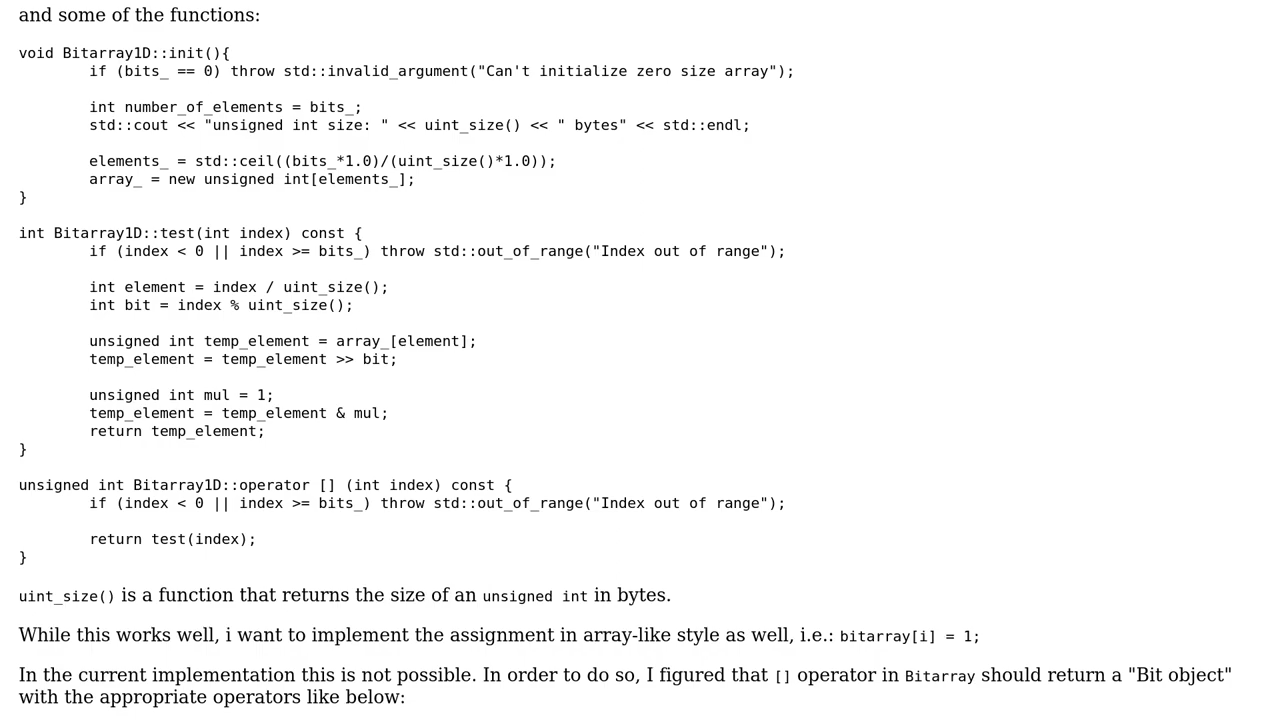 and some of the functions:
void Bitarray1D::init(){
        if (bits_ == 0) throw std::invalid_argument("Can't initialize zero size array");
        int number_of_elements = bits_;
        std::cout << "unsigned int size: " << uint_size() << " bytes" << std::endl;
        elements_ = std::ceil((bits_*1.0)/(uint_size()*1.0));
        array_ = new unsigned int[elements_];
}
int Bitarray1D::test(int index) const {
        if (index < 0 || index >= bits_) throw std::out_of_range("Index out of range");
        int element = index / uint_size();
        int bit = index % uint_size();
        unsigned int temp_element = array_[element];
        temp_element = temp_element >> bit;
        unsigned int mul = 1;
        temp_element = temp_element & mul;
        return temp_element;
}
unsigned int Bitarray1D::operator [] (int index) const {
        if (index < 0 || index >= bits_) throw std::out_of_range("Index out of range");
        return test(index);
}
uint_size() is a function that returns the size of an unsigned int in bytes.
While this works well, i want to implement the assignment in array-like style as well, i.e.: bitarray[i] = 1;
In the current implementation this is not possible. In order to do so, I figured that [] operator in Bitarray should return a "Bit object"
with the appropriate operators like below: